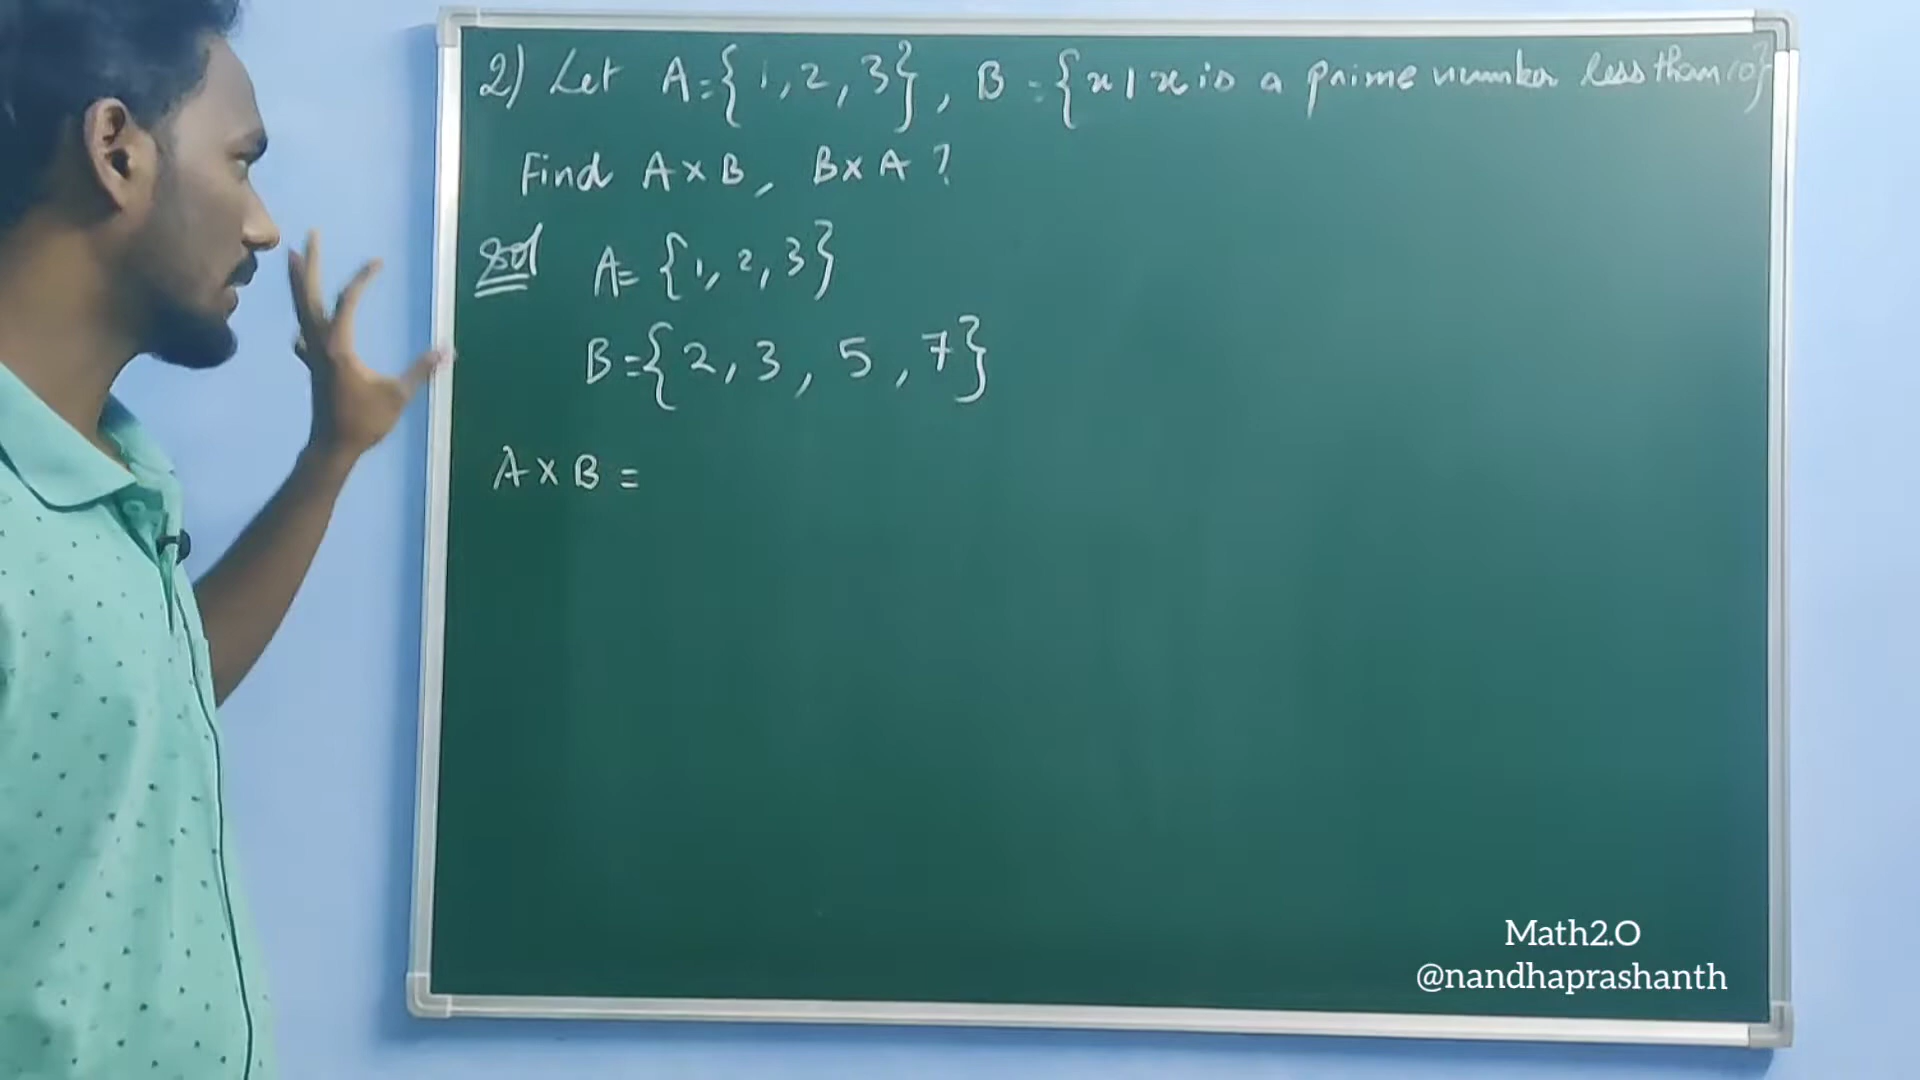 2) Let A={1,2,3}, B={x|x is a prime number less than 10}
Find A×B, B×A?
Sol A={1,2,3}
B={2,3,5,7}
A×B=
Math2.O
@nandhaprashanth